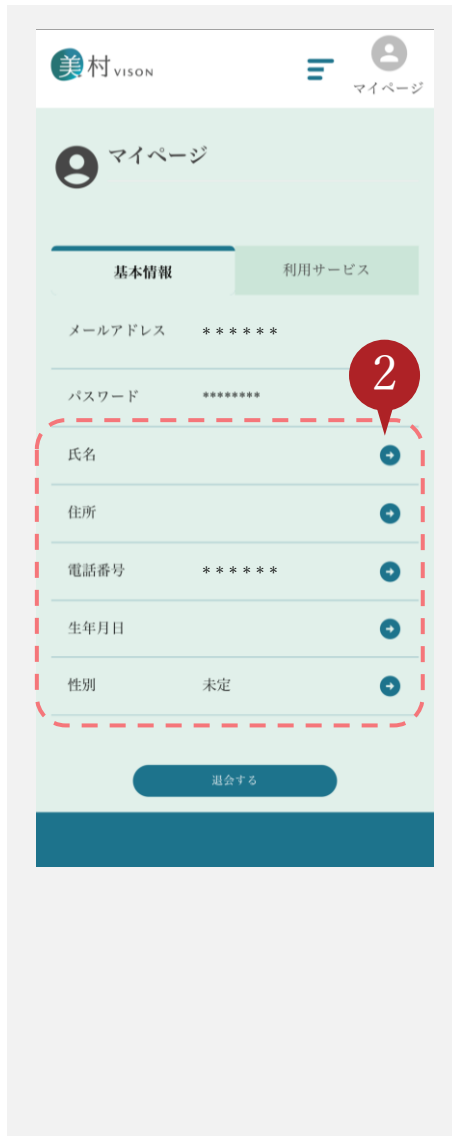 美村 VISON
マイページ
マイページ
基本情報 利用サービス
メールアドレス ******
パスワード ********
2
氏名
住所
電話番号 ******
生年月日
性別 未定
退会する